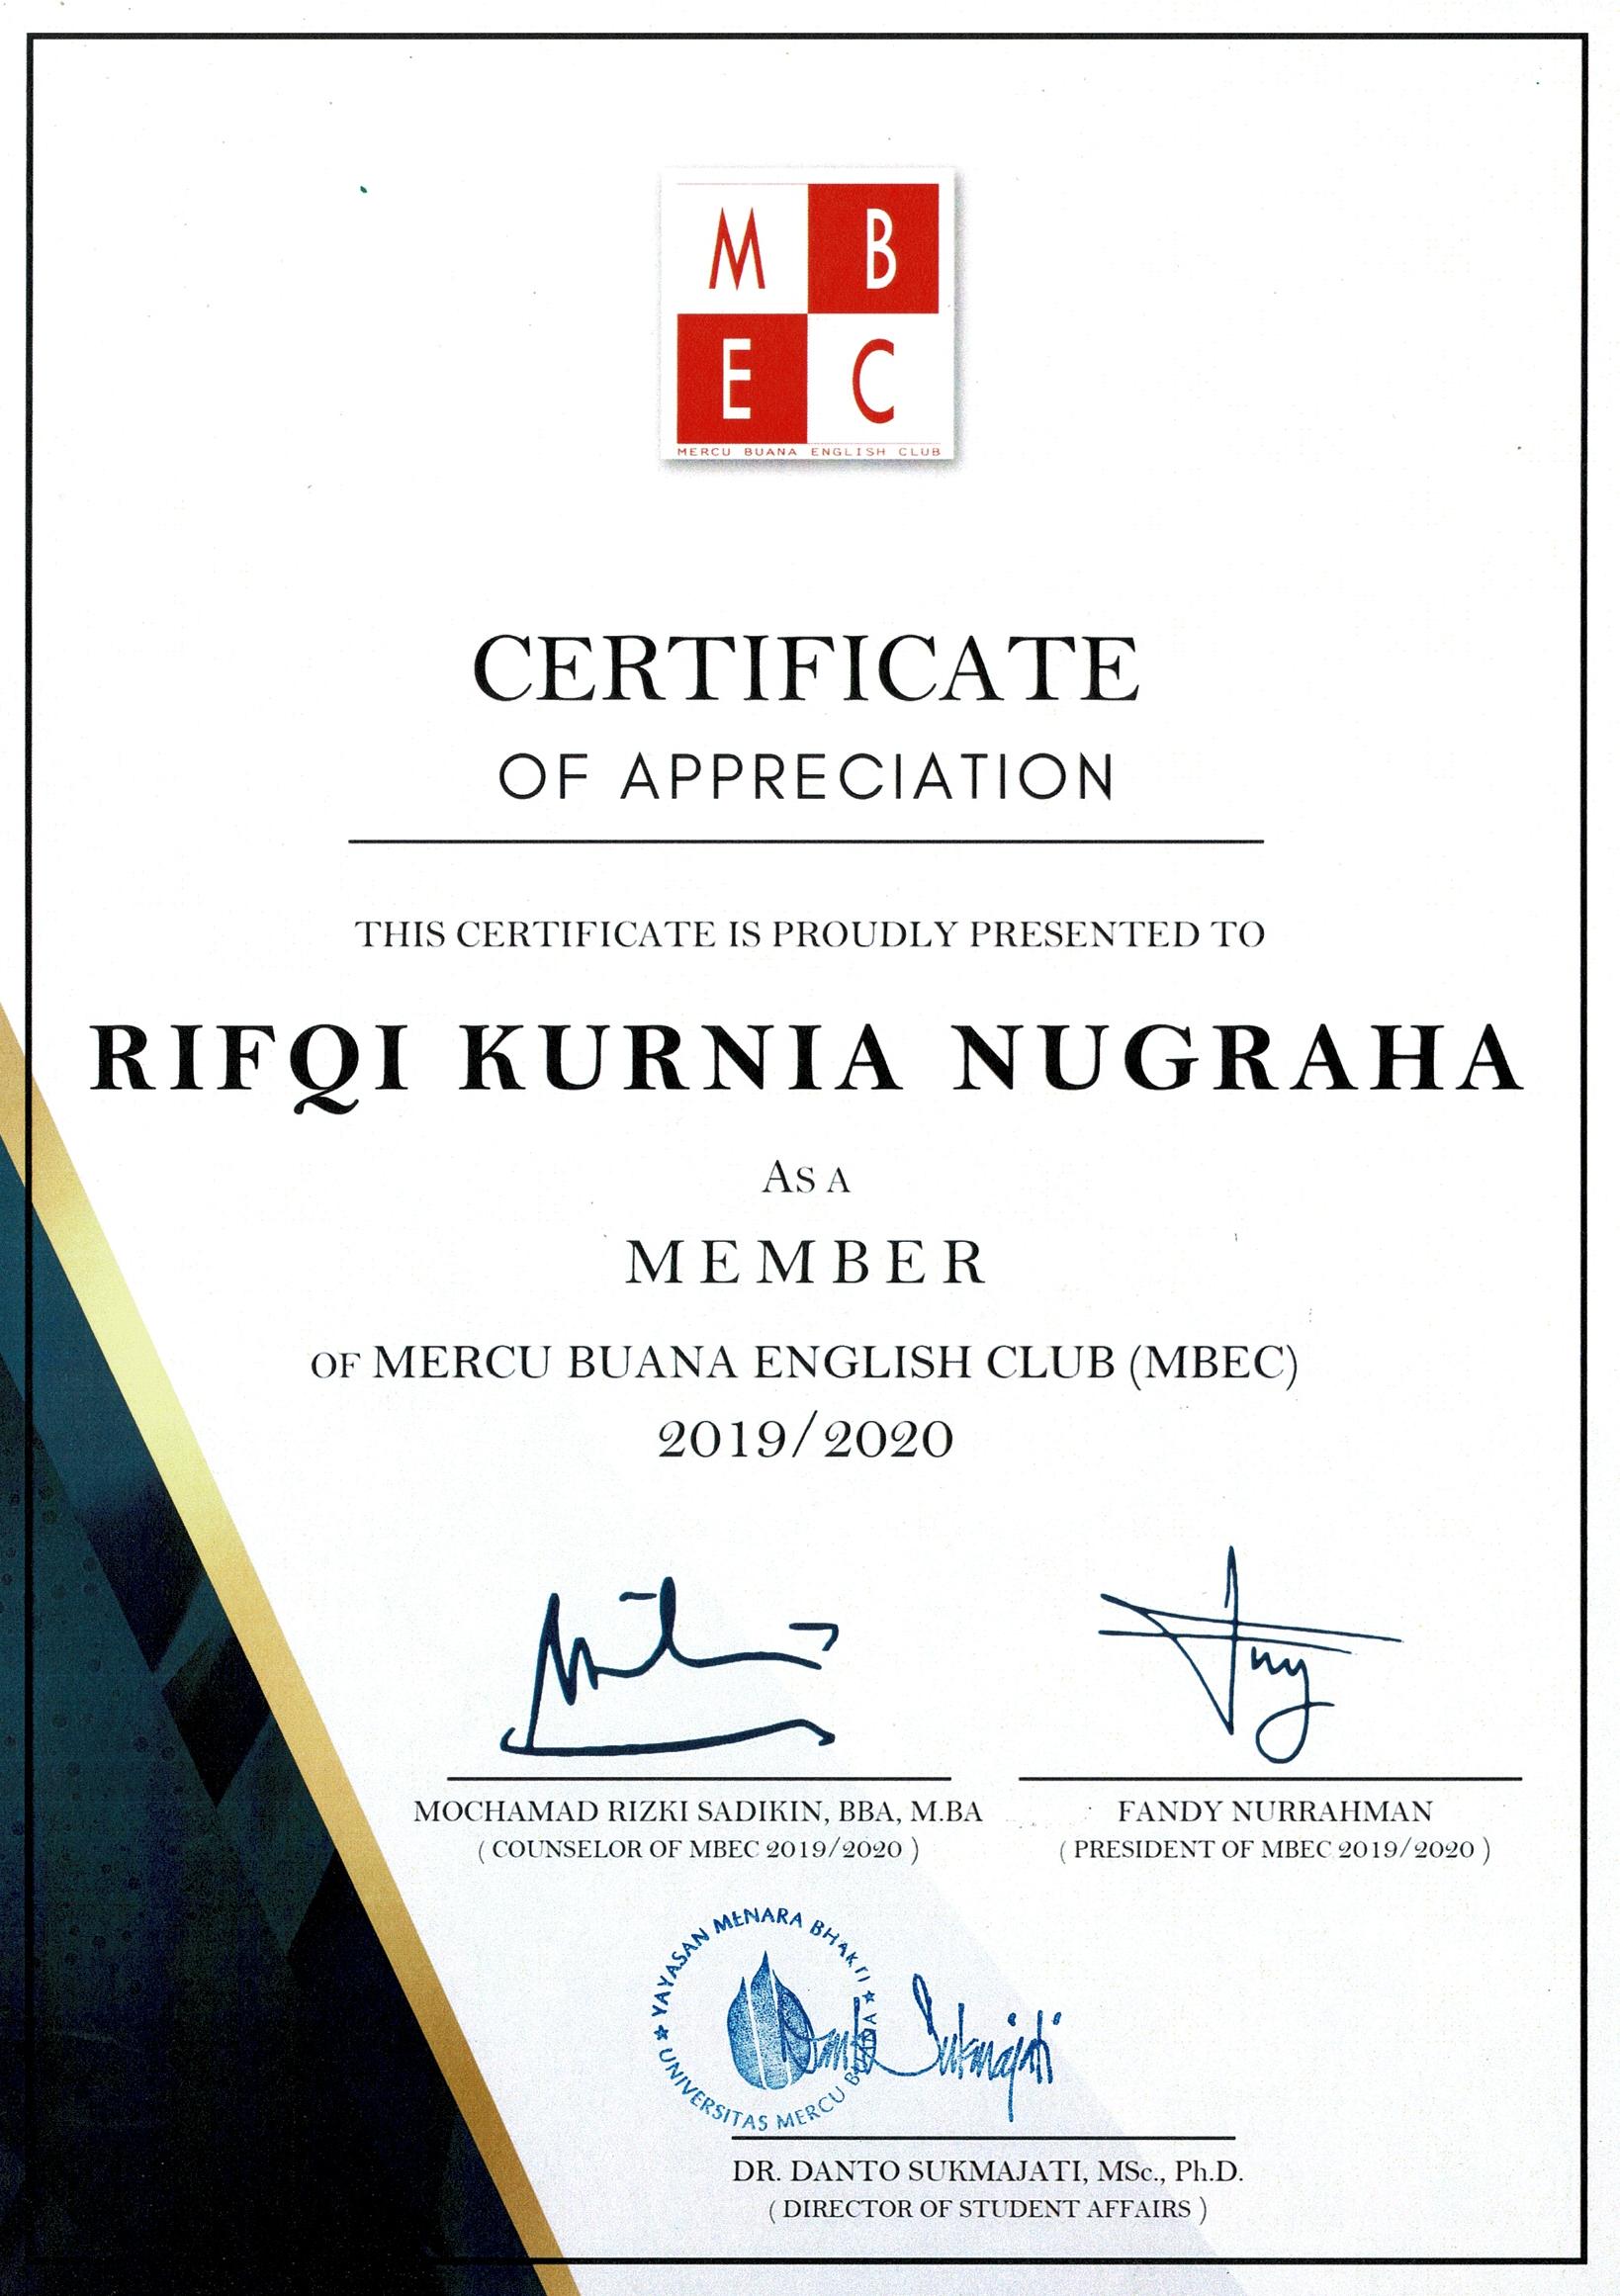 M B
E C
MERCU BUANA ENGLISH CLUB
CERTIFICATE
OF APPRECIATION
THIS CERTIFICATE IS PROUDLY PRESENTED TO
RIFQI KURNIA NUGRAHA
AS A
MEMBER
OF MERCU BUANA ENGLISH CLUB (MBEC)
2019/2020
MOCHAMAD RIZKI SADIKIN, BBA, M.BA
( COUNSELOR OF MBEC 2019/2020 )
FANDY NURRAHMAN
( PRESIDENT OF MBEC 2019/2020 )
YAYASAN MENARA BHAKTI
UNIVERSITAS MERCU BUANA
Danto Sukmajati
DR. DANTO SUKMAJATI, MSc., Ph.D.
( DIRECTOR OF STUDENT AFFAIRS )